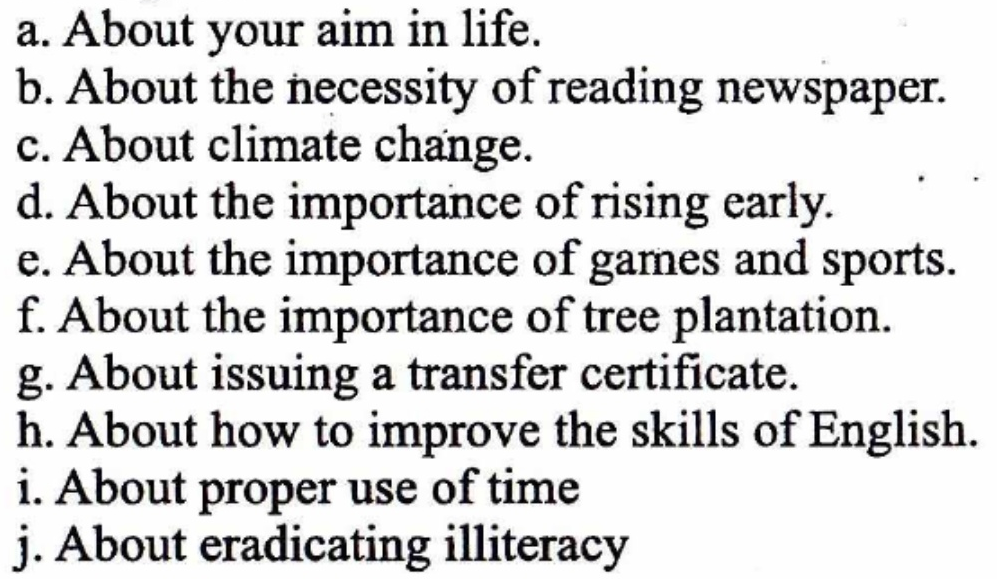 a. About your aim in life.
b. About the necessity of reading newspaper.
c. About climate change.
d. About the importance of rising early.
e. About the importance of games and sports.
f. About the importance of tree plantation.
g. About issuing a transfer certificate.
h. About how to improve the skills of English.
i. About proper use of time
j. About eradicating illiteracy